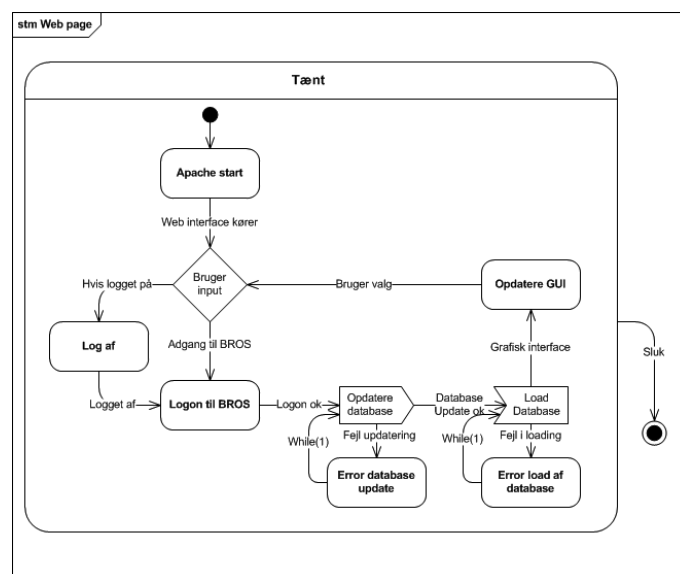 stm Web page
Tænt
Apache start
Web interface kører
Bruger
input
Hvis logget på
Bruger valg
Opdatere GUI
Log af
Adgang til BROS
Grafisk interface
Sluk
Logget af
Logon til BROS
Logon ok
Opdatere
database
Database
Update ok
Load
Database
While(1)
Fejl updatering
While(1)
Fejl i loading
Error database
update
Error load af
database